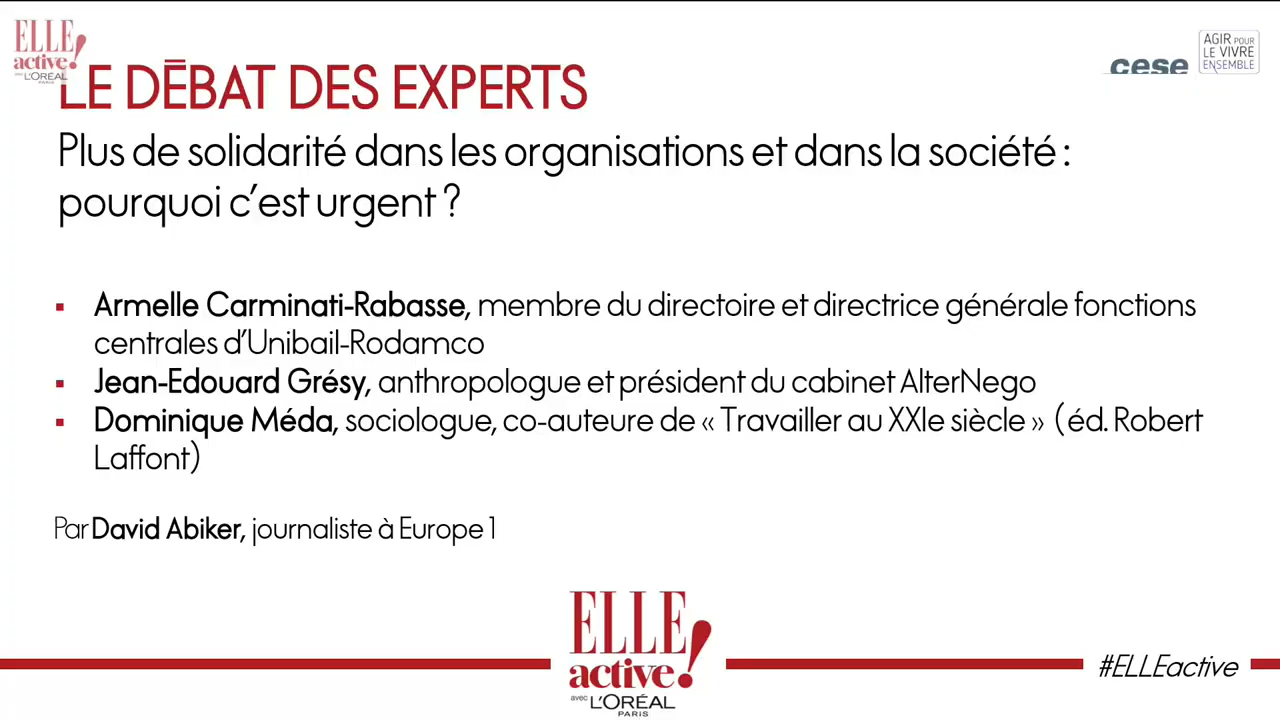 ELLE
active!
avec L'ORÉAL
PARIS
cese
AGIR POUR
LE VIVRE
ENSEMBLE
LE DĒBAT DES EXPERTS
Plus de solidarité dans les organisations et dans la société :
pourquoi c'est urgent ?
▪ Armelle Carminati-Rabasse, membre du directoire et directrice générale fonctions
centrales d'Unibail-Rodamco
▪ Jean-Edouard Grésy, anthropologue et président du cabinet AlterNego
▪ Dominique Méda, sociologue, co-auteure de « Travailler au XXIe siècle » (éd. Robert
Laffont)
Par David Abiker, journaliste à Europe 1
ELLE
active!
avec L'ORÉAL
PARIS
#ELLEactive